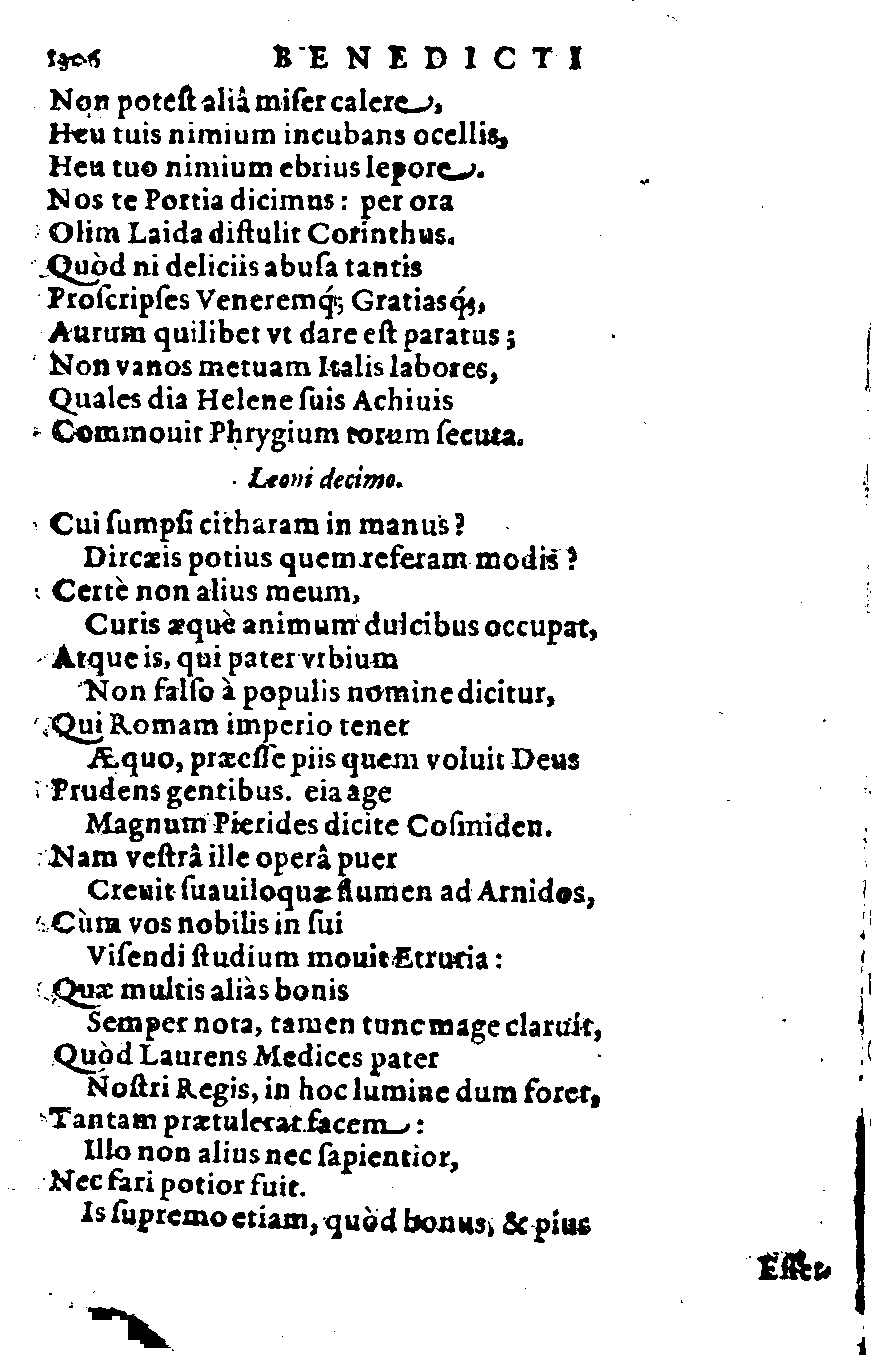 1306 BENEDICTI
Non poteſt aliâ miſer calere,
Heu tuis nimium incubans ocellis,
Heu tuo nimium ebrius lepore.
Nos te Portia dicimus: per ora
Olim Laida diſtulit Corinthus.
Quòd ni deliciis abuſa tantis
Proſcripſes Veneremq́; Gratiasq́;,
Aurum quilibet vt dare eſt paratus;
Non vanos metuam Italis labores,
Quales dia Helene ſuis Achiuis
Commouit Phrygium torum ſecuta.
Leoni decimo.
Cui ſumpſi citharam in manus?
Dircæis potius quem referam modis?
Certè non alius meum,
Curis æquè animum dulcibus occupat,
Atque is, qui pater vrbium
Non falſo à populis nomine dicitur,
Qui Romam imperio tenet
Æquo, præeſſe piis quem voluit Deus
Prudens gentibus. eia age
Magnum Pierides dicite Coſmiden.
Nam veſtrâ ille operâ puer
Creuit ſuauiloquæ flumen ad Arnidos,
Cùm vos nobilis in ſui
Viſendi ſtudium mouit Etruria:
Quæ multis aliàs bonis
Semper nota, tamen tunc mage claruit,
Quòd Laurens Medices pater
Noſtri Regis, in hoc lumine dum foret,
Tantam prætulerat facem:
Illo non alius nec ſapientior,
Nec fari potior fuit.
Is ſupremo etiam, quòd bonus, & pius
Eſſet,